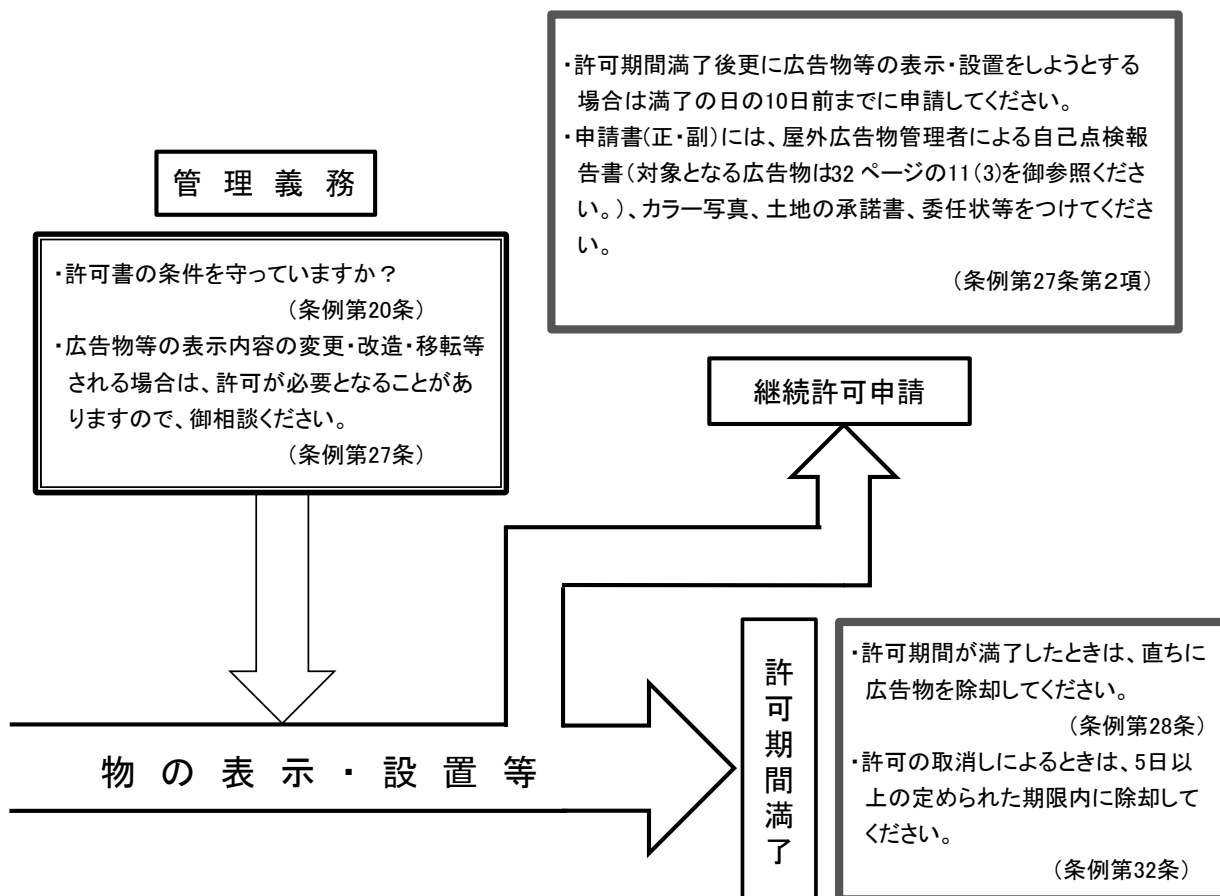 ・許可期間満了後更に広告物等の表示・設置をしようとする
場合は満了の日の10日前までに申請してください。
・申請書(正・副)には、屋外広告物管理者による自己点検報
告書(対象となる広告物は32 ページの11(3)を御参照くださ
い。)、カラー写真、土地の承諾書、委任状等をつけてくださ
い。
(条例第27条第2項)
管 理 義 務
・許可書の条件を守っていますか?
(条例第20条)
・広告物等の表示内容の変更・改造・移転等
される場合は、許可が必要となることがあ
りますので、御相談ください。
(条例第27条)
継続許可申請
物 の 表 示 ・ 設 置 等
許可期間満了
・許可期間が満了したときは、直ちに
広告物を除却してください。
(条例第28条)
・許可の取消しによるときは、5日以
上の定められた期限内に除却して
ください。
(条例第32条)